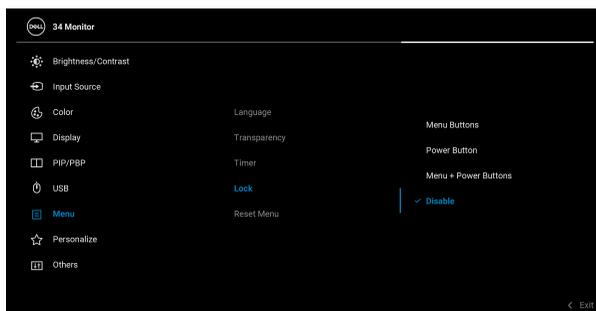 DELL
34 Monitor
Brightness/Contrast
Input Source
Color
Display
PIP/PBP
USB
Menu
Personalize
Others
Language
Transparency
Timer
Lock
Reset Menu
Menu Buttons
Power Button
Menu + Power Buttons
Disable
Exit